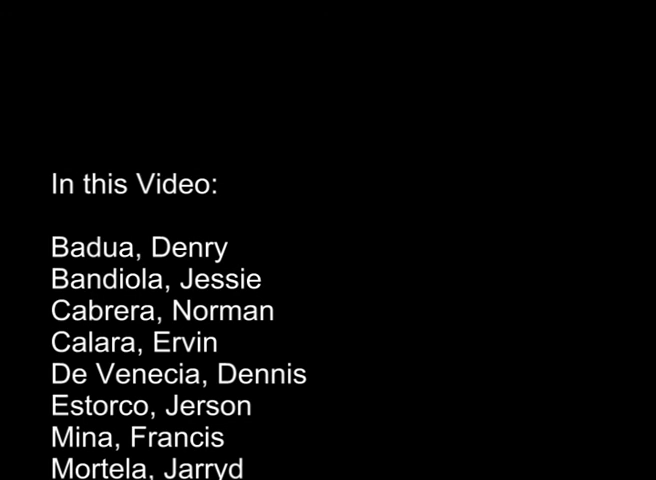 In this Video:
Badua, Denry
Bandiola, Jessie
Cabrera, Norman
Calara, Ervin
De Venecia, Dennis
Estorco, Jerson
Mina, Francis
Mortela, Jarryd